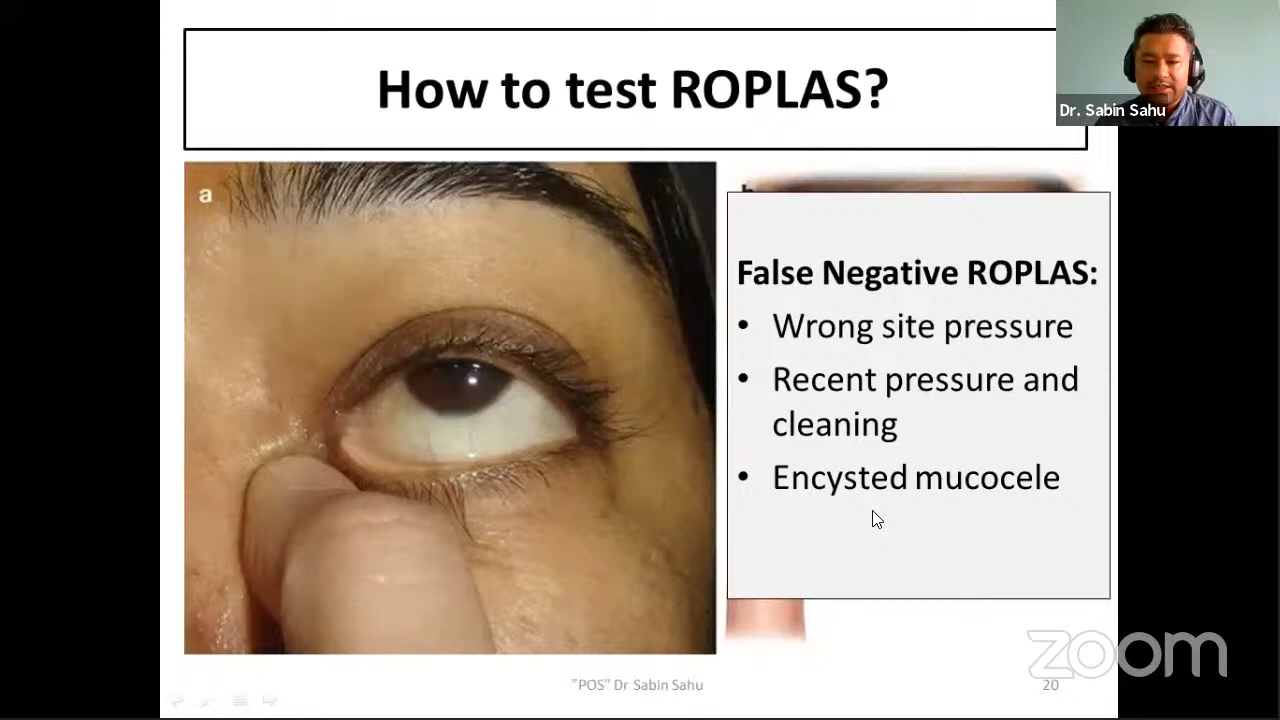 How to test ROPLAS?
Dr. Sabin Sahu
a
False Negative ROPLAS:
• Wrong site pressure
• Recent pressure and
cleaning
• Encysted mucocele
zoom
"POS" Dr Sabin Sahu
20